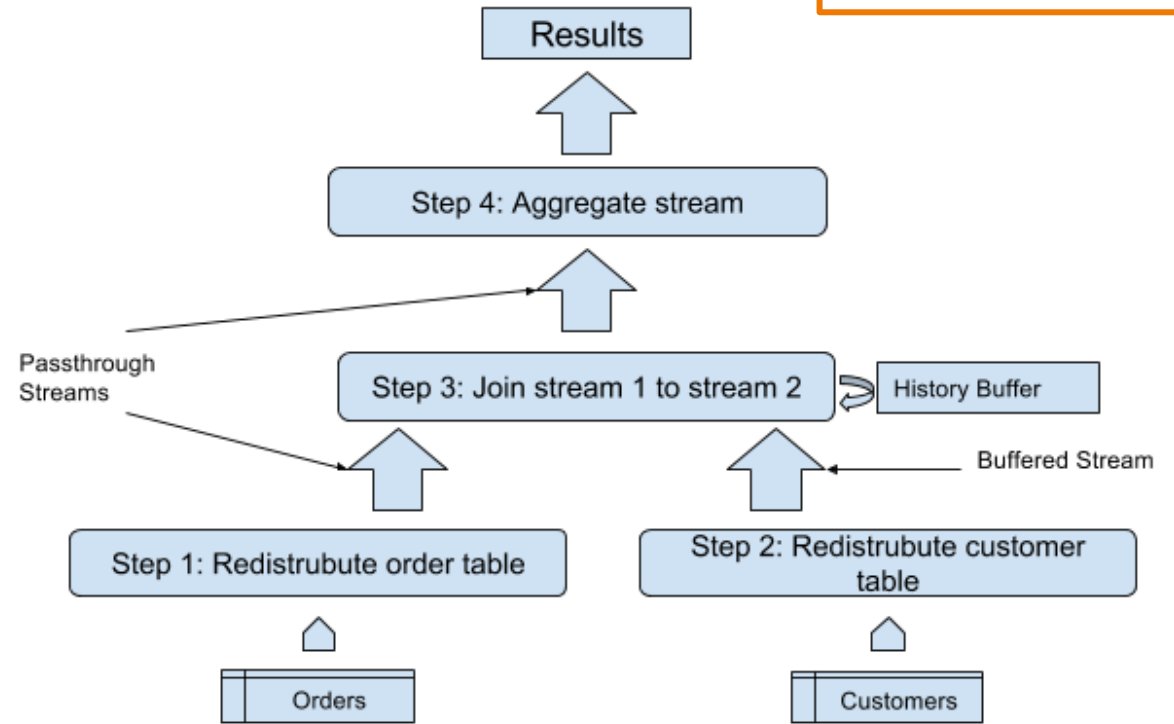 Results
Step 4: Aggregate stream
Passthrough
Streams
Step 3: Join stream 1 to stream 2
History Buffer
Buffered Stream
Step 1: Redistrubute order table
Step 2: Redistrubute customer
table
Orders
Customers